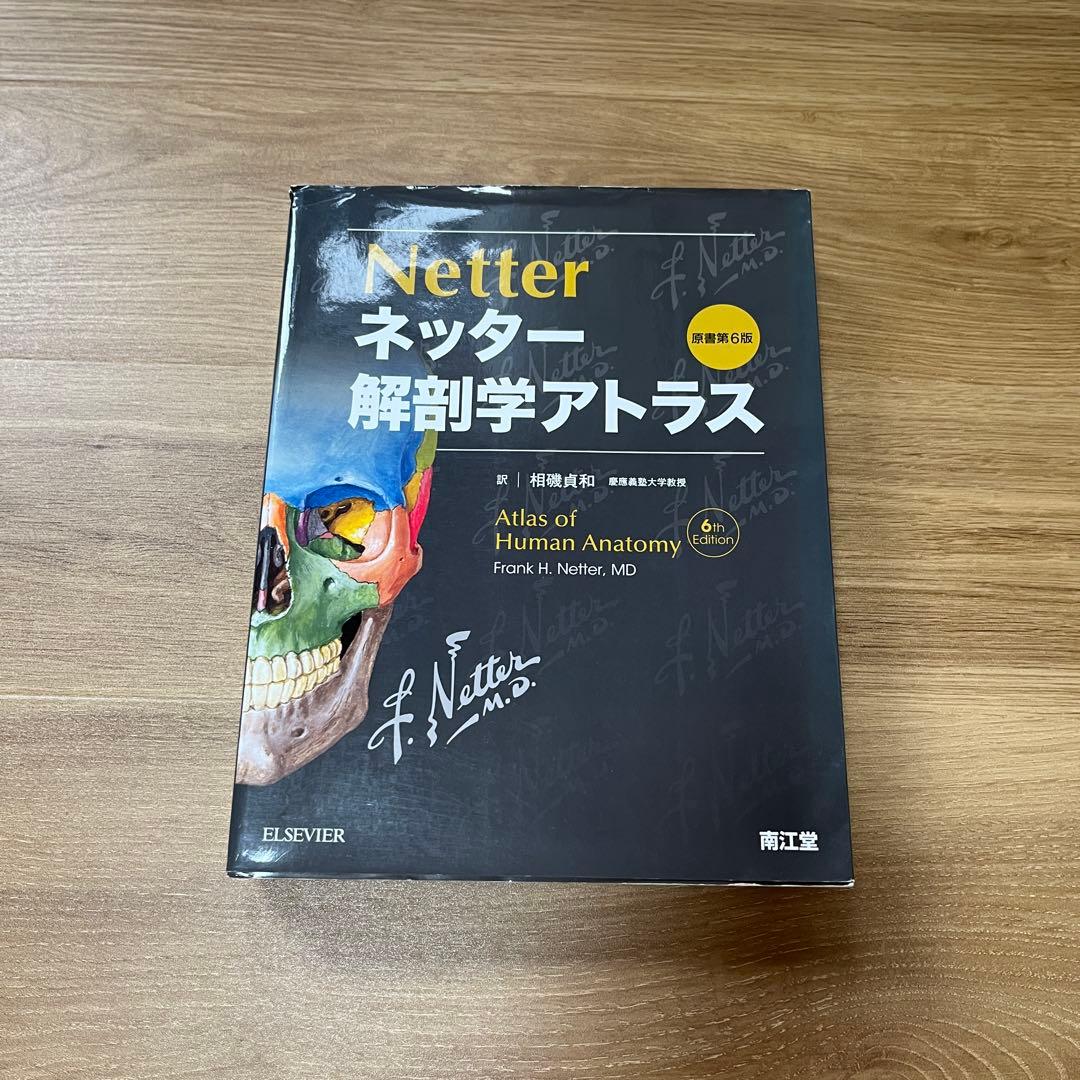 Netter
ネッター
原書第6版
解剖学アトラス
訳 | 相磯貞和 慶應義塾大学教授
Atlas of
Human Anatomy
6th
Edition
Frank H. Netter, MD
F. Netter
M.D.
ELSEVIER
南江堂